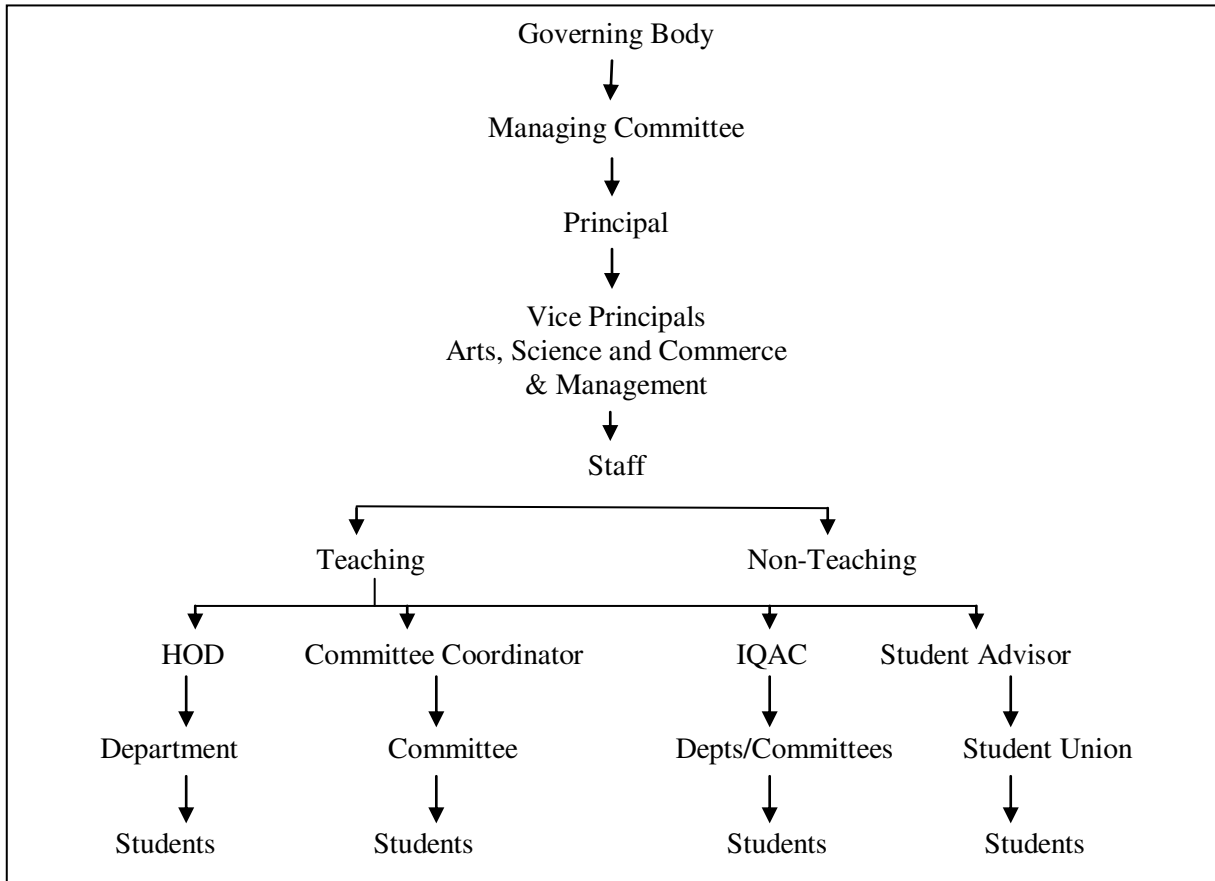 Governing Body
Managing Committee
Principal
Vice Principals
Arts, Science and Commerce
& Management
Staff
Teaching
Non-Teaching
HOD
Committee Coordinator
IQAC
Student Advisor
Department
Committee
Depts/Committees
Student Union
Students
Students
Students
Students